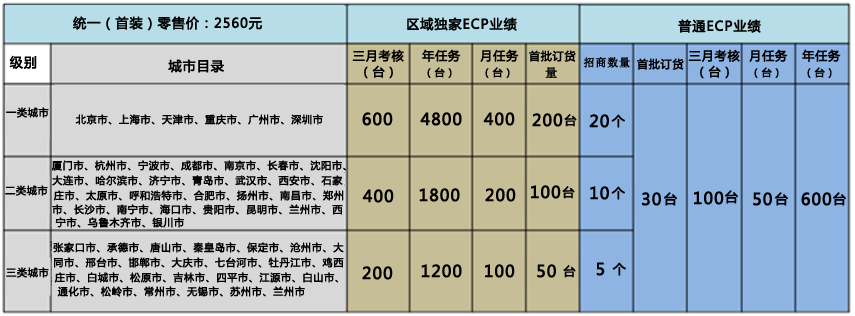 统一（首装）零售价：2560元
区域独家ECP业绩
普通ECP业绩
级别
城市目录
三月考核（台）
年任务（台）
月任务（台）
首批订货量
招商数量
首批订货
三月考核（台）
月任务（台）
年任务（台）
一类城市
北京市、上海市、天津市、重庆市、广州市、深圳市
600
4800
400
200台
20个
二类城市
厦门市、杭州市、宁波市、成都市、南京市、长春市、沈阳市、
大连市、哈尔滨市、济宁市、青岛市、武汉市、西安市、石家
庄市、太原市、呼和浩特市、合肥市、扬州市、南昌市、郑州
市、长沙市、南宁市、海口市、贵阳市、昆明市、兰州市、西
宁市、乌鲁木齐市、银川市
400
1800
200
100台
10个
30台
100台
50台
600台
三类城市
张家口市、承德市、唐山市、秦皇岛市、保定市、沧州市、大
同市、邢台市、邯郸市、大庆市、七台河市、牡丹江市、鸡西
庄市、白城市、松原市、吉林市、四平市、江源市、白山市、
通化市、松岭市、常州市、无锡市、苏州市、兰州市
200
1200
100
50台
5个